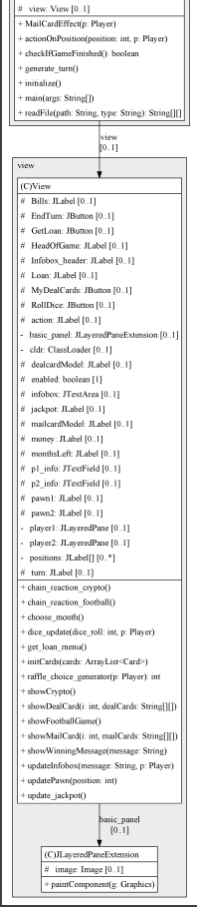 # view: View [0..1]
+ MailCardEffect(p: Player)
+ actionOnPosition(position: int, p: Player)
+ checkIfGameFinished(): boolean
+ generate_turn()
+ initialize()
+ main(args: String[])
+ readFile(path: String, type: String): String[][]
view
[0..1]
view
(C)View
# Bills: JLabel [0..1]
# EndTurn: JButton [0..1]
# GetLoan: JButton [0..1]
# HeadOfGame: JLabel [0..1]
# Infobox_header: JLabel [0..1]
# Loan: JLabel [0..1]
# MyDealCards: JButton [0..1]
# RollDice: JButton [0..1]
# action: JLabel [0..1]
- basic_panel: JLayeredPaneExtension [0..1]
- cldr: ClassLoader [0..1]
# dealcardModel: JLabel [0..1]
# enabled: boolean [1]
# infobox: JTextArea [0..1]
# jackpot: JLabel [0..1]
# mailcardModel: JLabel [0..1]
# money: JLabel [0..1]
# monthsLeft: JLabel [0..1]
# p1_info: JTextField [0..1]
# p2_info: JTextField [0..1]
# pawn1: JLabel [0..1]
# pawn2: JLabel [0..1]
- player1: JLayeredPane [0..1]
- player2: JLayeredPane [0..1]
- positions: JLabel[] [0..*]
# turn: JLabel [0..1]
+ chain_reaction_crypto()
+ chain_reaction_football()
+ choose_month()
+ dice_update(dice_roll: int, p: Player)
+ get_loan_menu()
+ initCards(cards: ArrayList<Card>)
+ raffle_choice_generator(p: Player): int
+ showCrypto()
+ showDealCard(i: int, dealCards: String[][])
+ showFootballGame()
+ showMailCard(i: int, mailCards: String[][])
+ showWinningMessage(message: String)
+ updateInfobox(message: String, p: Player)
+ updatePawn(position: int)
+ update_jackpot()
basic_panel
[0..1]
(C)JLayeredPaneExtension
# image: Image [0..1]
+ paintComponent(g: Graphics)